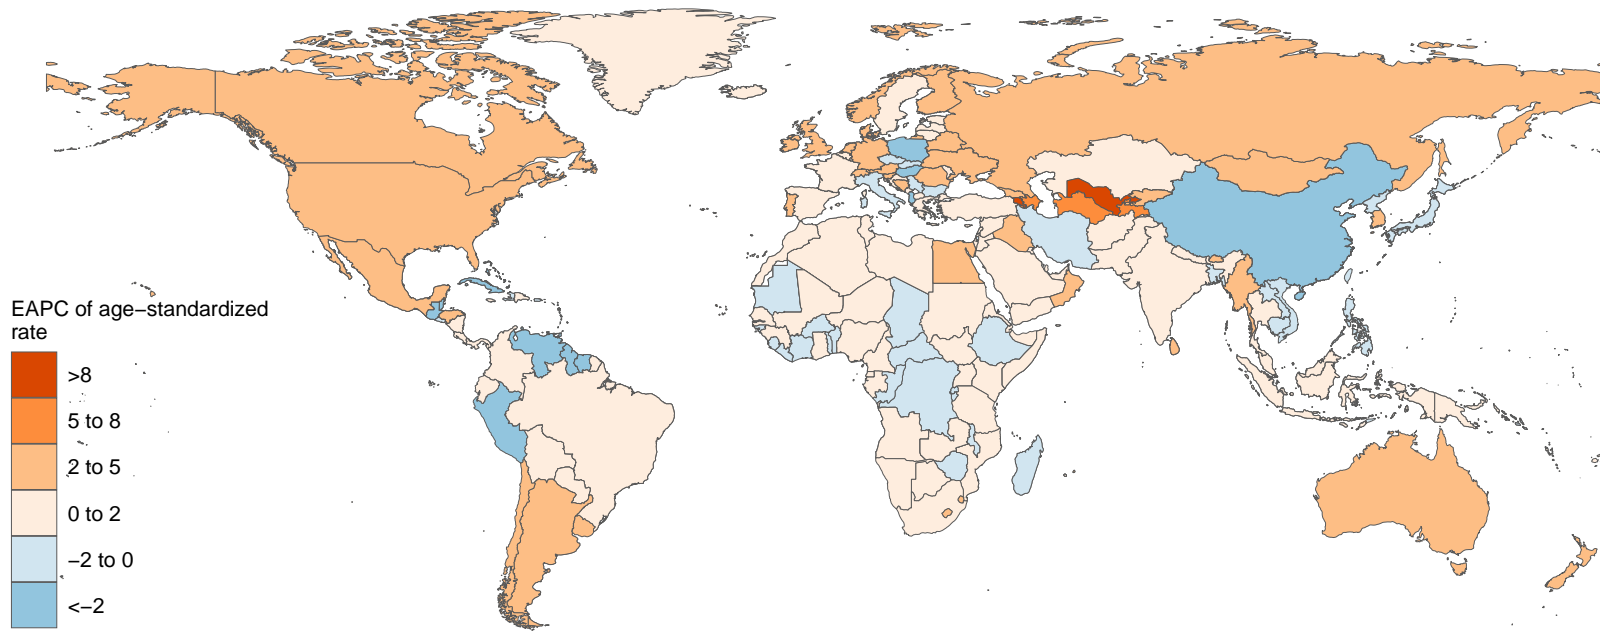 EAPC of age−standardized
rate
>8
5 to 8
2 to 5
0 to 2
−2 to 0
<−2